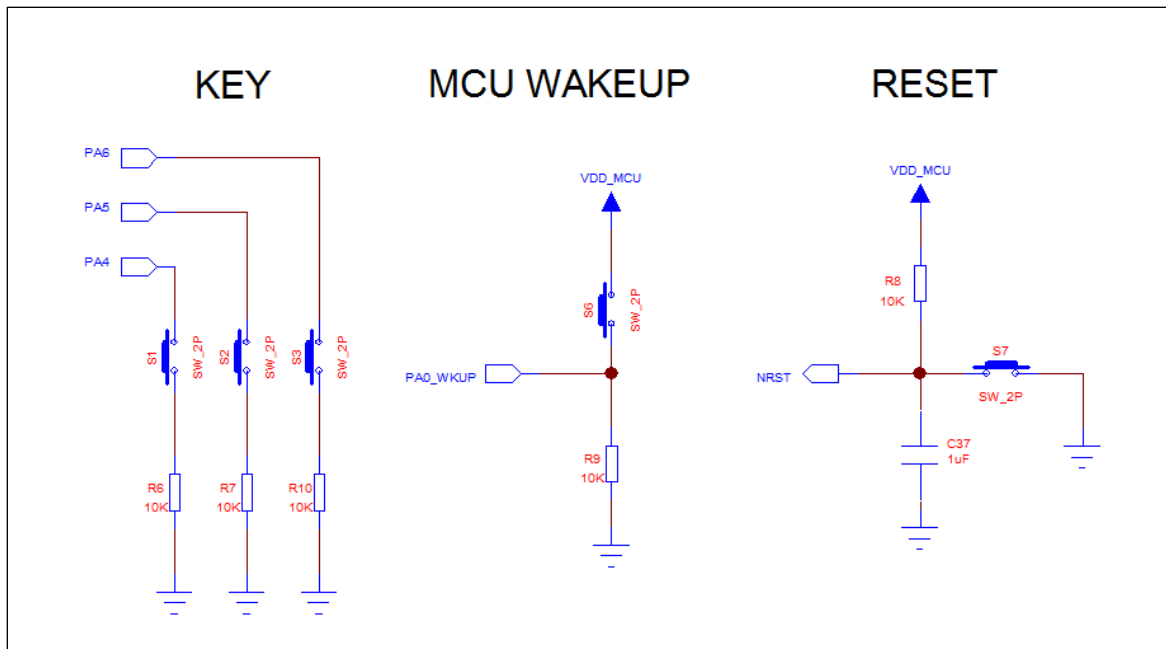 KEY
PA6
PA5
PA4
S1
SW_2P
S2
SW_2P
S3
SW_2P
R6
10K
R7
10K
R10
10K
MCU WAKEUP
VDD_MCU
S6
SW_2P
PA0_WKUP
R9
10K
RESET
VDD_MCU
R8
10K
S7
SW_2P
NRST
C37
1uF